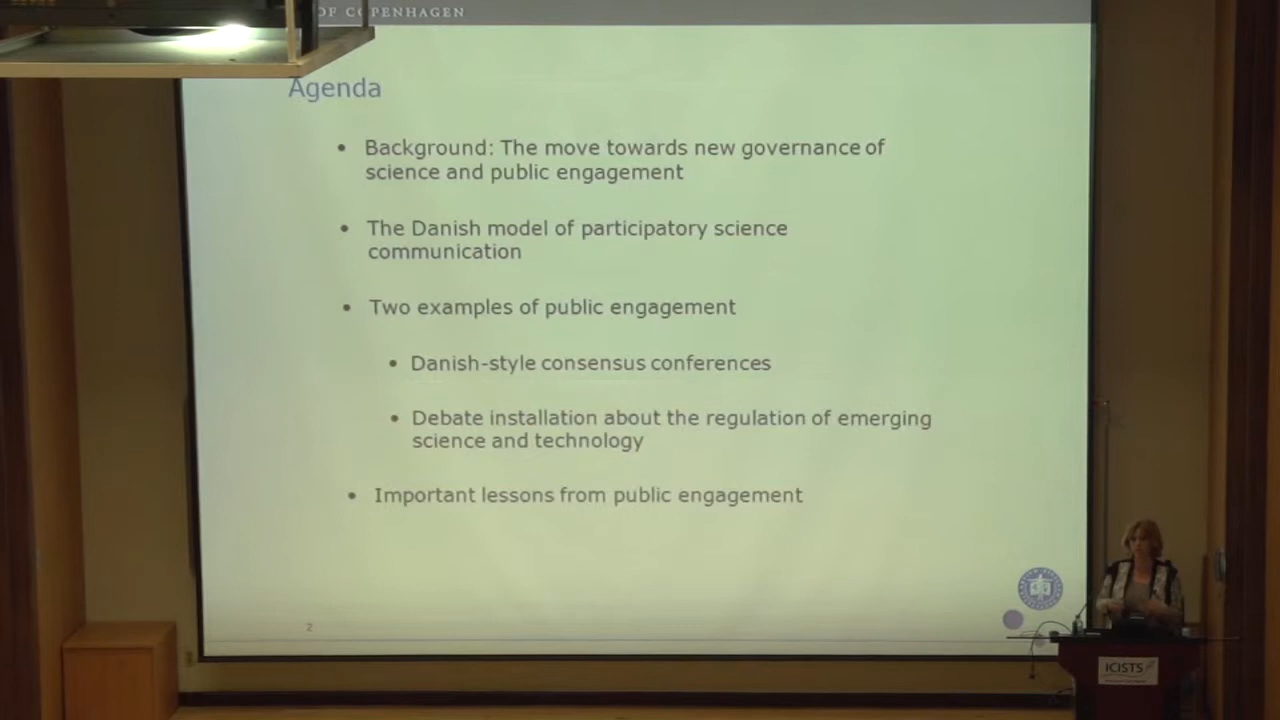 OF COPENHAGEN
Agenda
• Background: The move towards new governance of
science and public engagement
• The Danish model of participatory science
communication
• Two examples of public engagement
• Danish-style consensus conferences
• Debate installation about the regulation of emerging
science and technology
• Important lessons from public engagement
2
ICISTS